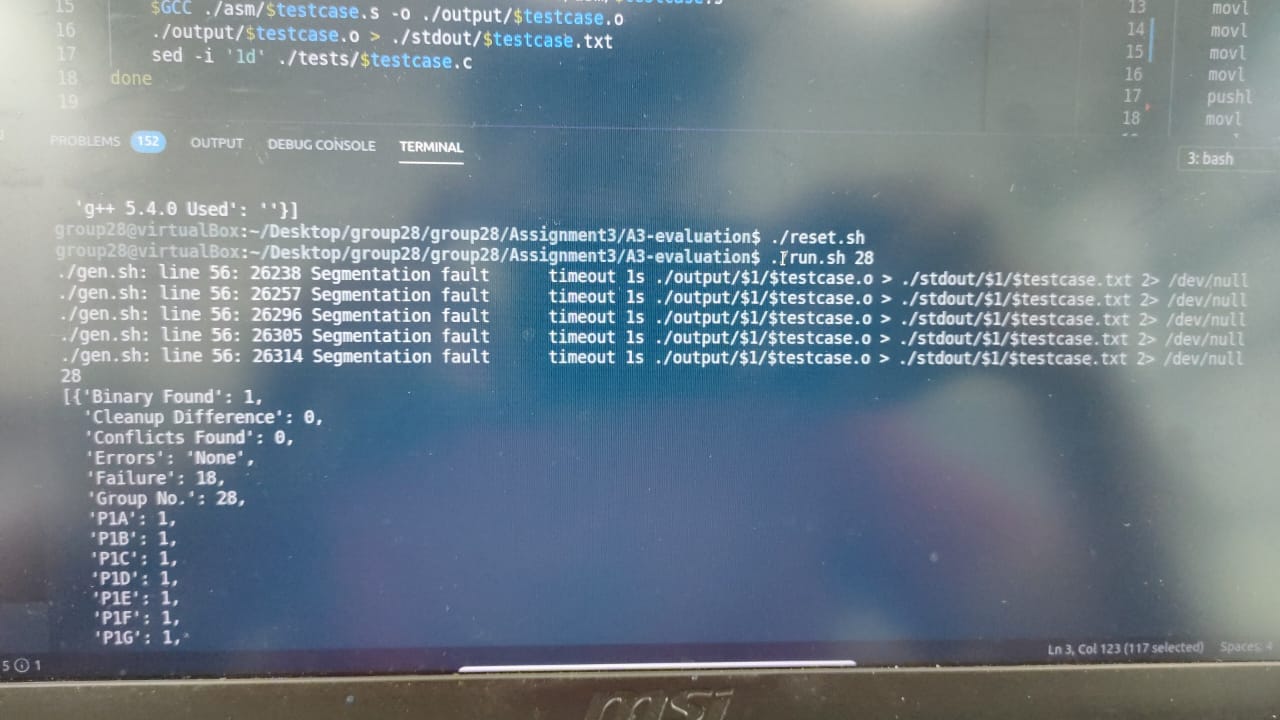 15 $GCC ./asm/$testcase.s -o ./output/$testcase.o
16 ./output/$testcase.o > ./stdout/$testcase.txt
17 sed -i '1d' ./tests/$testcase.c
18 done
19
13 movl
14 movl
15 movl
16 movl
17 pushl
18 movl
PROBLEMS 152 OUTPUT DEBUG CONSOLE TERMINAL
3: bash
'g++ 5.4.0 Used': ''}]
group28@virtualBox:~/Desktop/group28/group28/Assignment3/A3-evaluation$ ./reset.sh
group28@virtualBox:~/Desktop/group28/group28/Assignment3/A3-evaluation$ ./run.sh 28
./gen.sh: line 56: 26238 Segmentation fault timeout 1s ./output/$1/$testcase.o > ./stdout/$1/$testcase.txt 2> /dev/null
./gen.sh: line 56: 26257 Segmentation fault timeout 1s ./output/$1/$testcase.o > ./stdout/$1/$testcase.txt 2> /dev/null
./gen.sh: line 56: 26296 Segmentation fault timeout 1s ./output/$1/$testcase.o > ./stdout/$1/$testcase.txt 2> /dev/null
./gen.sh: line 56: 26305 Segmentation fault timeout 1s ./output/$1/$testcase.o > ./stdout/$1/$testcase.txt 2> /dev/null
./gen.sh: line 56: 26314 Segmentation fault timeout 1s ./output/$1/$testcase.o > ./stdout/$1/$testcase.txt 2> /dev/null
28
[{'Binary Found': 1,
'Cleanup Difference': 0,
'Conflicts Found': 0,
'Errors': 'None',
'Failure': 18,
'Group No.': 28,
'P1A': 1,
'P1B': 1,
'P1C': 1,
'P1D': 1,
'P1E': 1,
'P1F': 1,
'P1G': 1,
5 1
Ln 3, Col 123 (117 selected) Spaces: 4